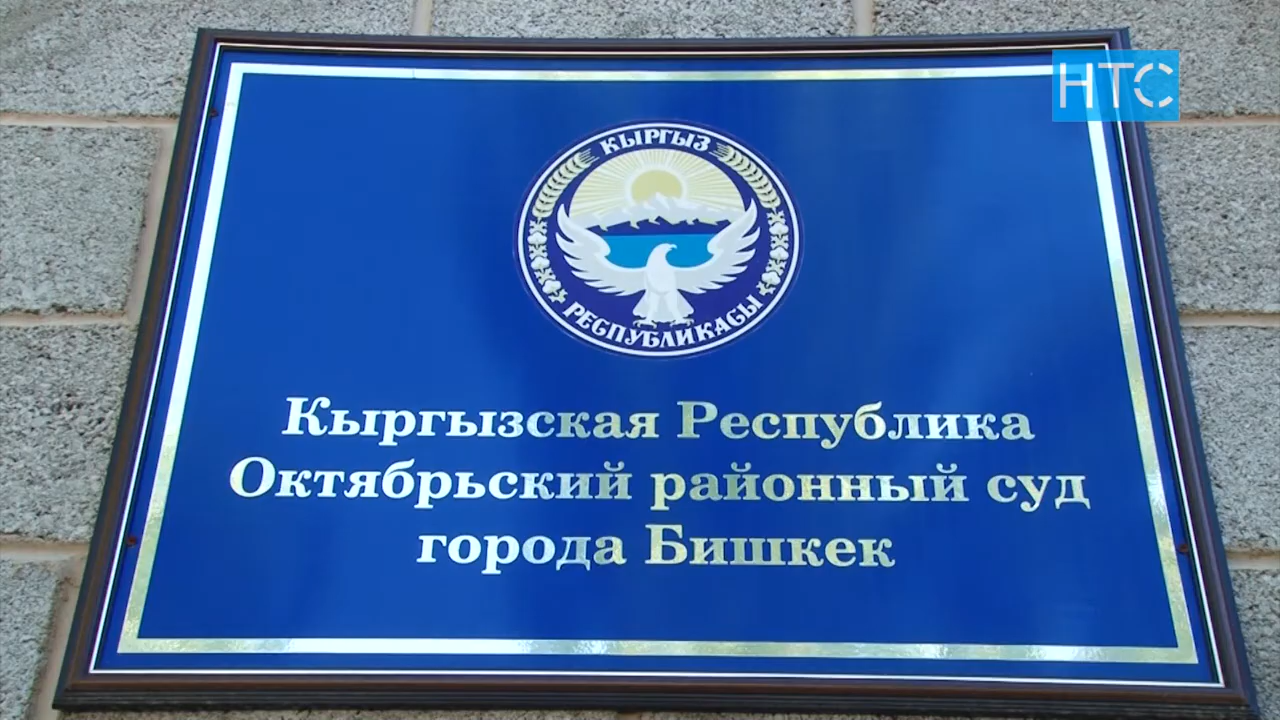 НТС
КЫРГЫЗ
РЕСПУБЛИКАСЫ
Кыргызская Республика
Октябрьский районный суд
города Бишкек